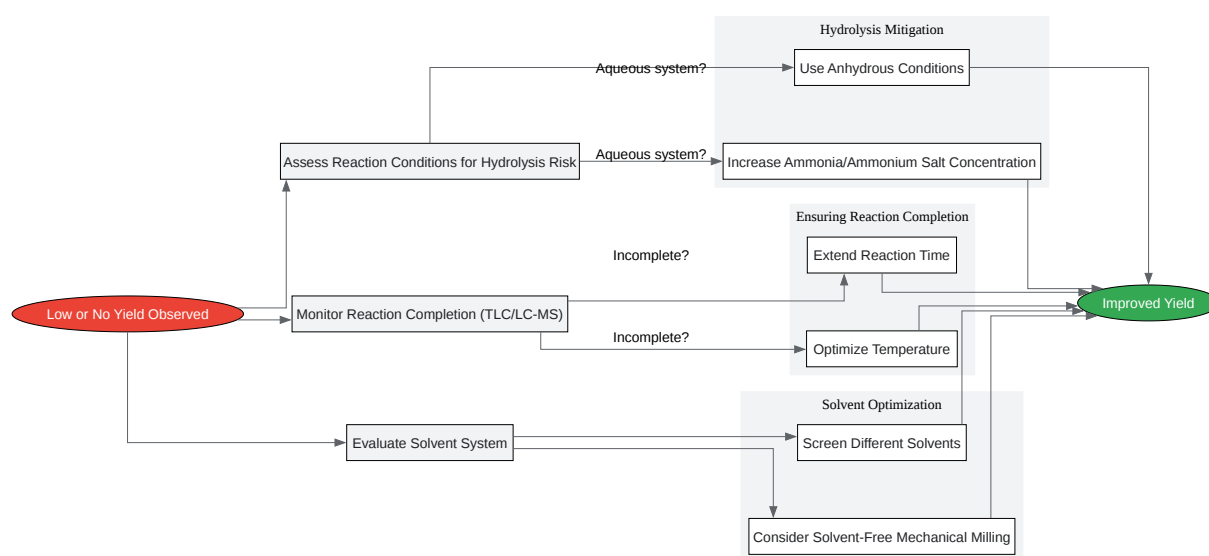 Hydrolysis Mitigation
Aqueous system?
Use Anhydrous Conditions
Assess Reaction Conditions for Hydrolysis Risk
Aqueous system?
Increase Ammonia/Ammonium Salt Concentration
Ensuring Reaction Completion
Incomplete?
Extend Reaction Time
Low or No Yield Observed
Monitor Reaction Completion (TLC/LC-MS)
Improved Yield
Incomplete?
Optimize Temperature
Solvent Optimization
Evaluate Solvent System
Screen Different Solvents
Consider Solvent-Free Mechanical Milling